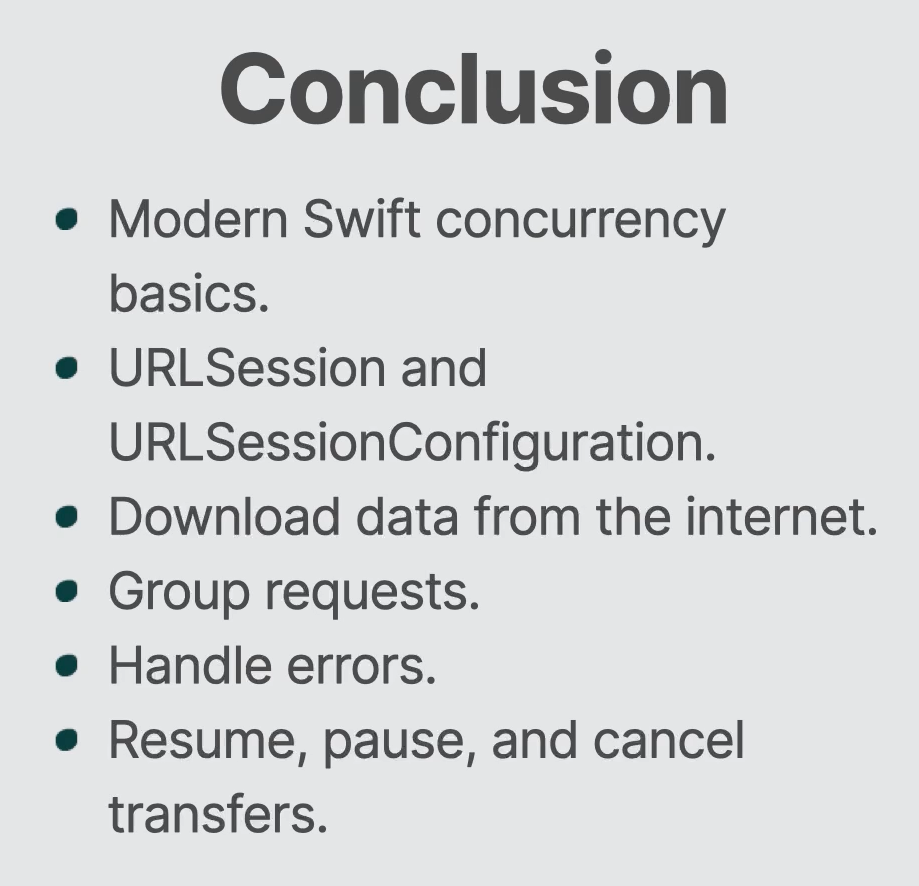 Conclusion
• Modern Swift concurrency
basics.
• URLSession and
URLSessionConfiguration.
• Download data from the internet.
• Group requests.
• Handle errors.
• Resume, pause, and cancel
transfers.